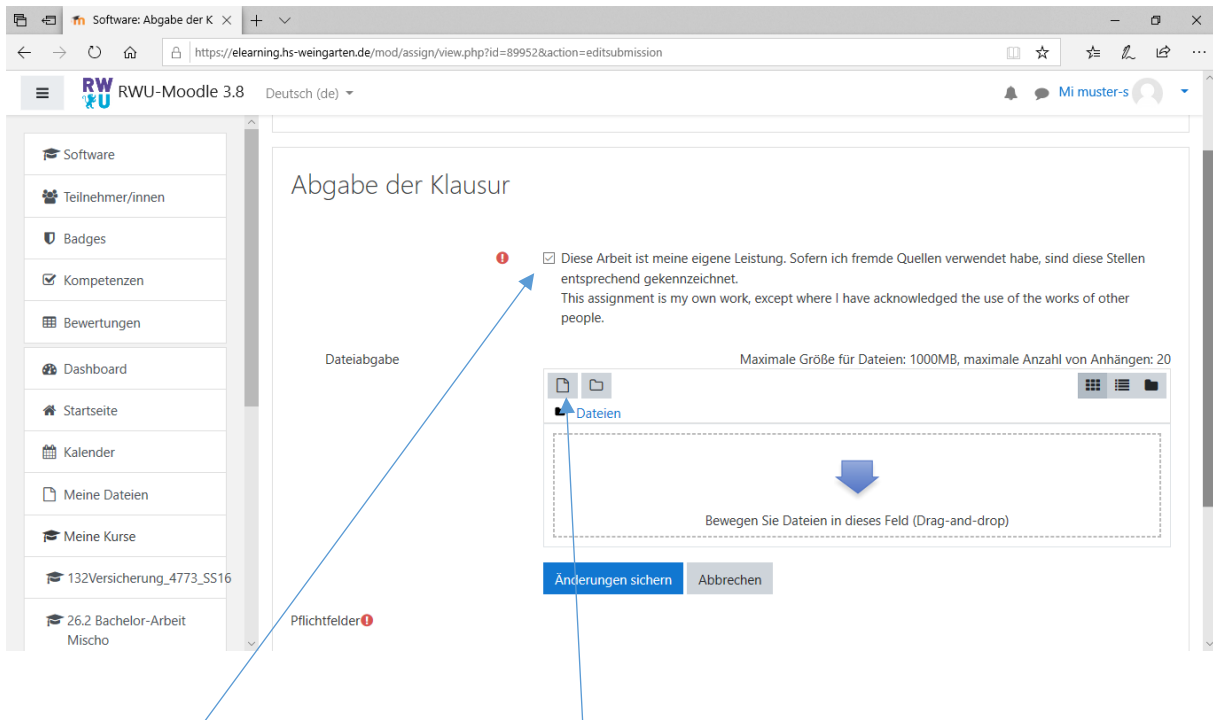 Software: Abgabe der K
https://elearning.hs-weingarten.de/mod/assign/view.php?id=89952&action=editsubmission
RW
U
RWU-Moodle 3.8
Deutsch (de)
Mi muster-s
Software
Teilnehmer/innen
Badges
Kompetenzen
Bewertungen
Dashboard
Startseite
Kalender
Meine Dateien
Meine Kurse
132Versicherung_4773_SS16
26.2 Bachelor-Arbeit
Mischo
Abgabe der Klausur
Diese Arbeit ist meine eigene Leistung. Sofern ich fremde Quellen verwendet habe, sind diese Stellen
entsprechend gekennzeichnet.
This assignment is my own work, except where I have acknowledged the use of the works of other
people.
Dateiabgabe
Maximale Größe für Dateien: 1000MB, maximale Anzahl von Anhängen: 20
Dateien
Bewegen Sie Dateien in dieses Feld (Drag-and-drop)
Änderungen sichern
Abbrechen
Pflichtfelder